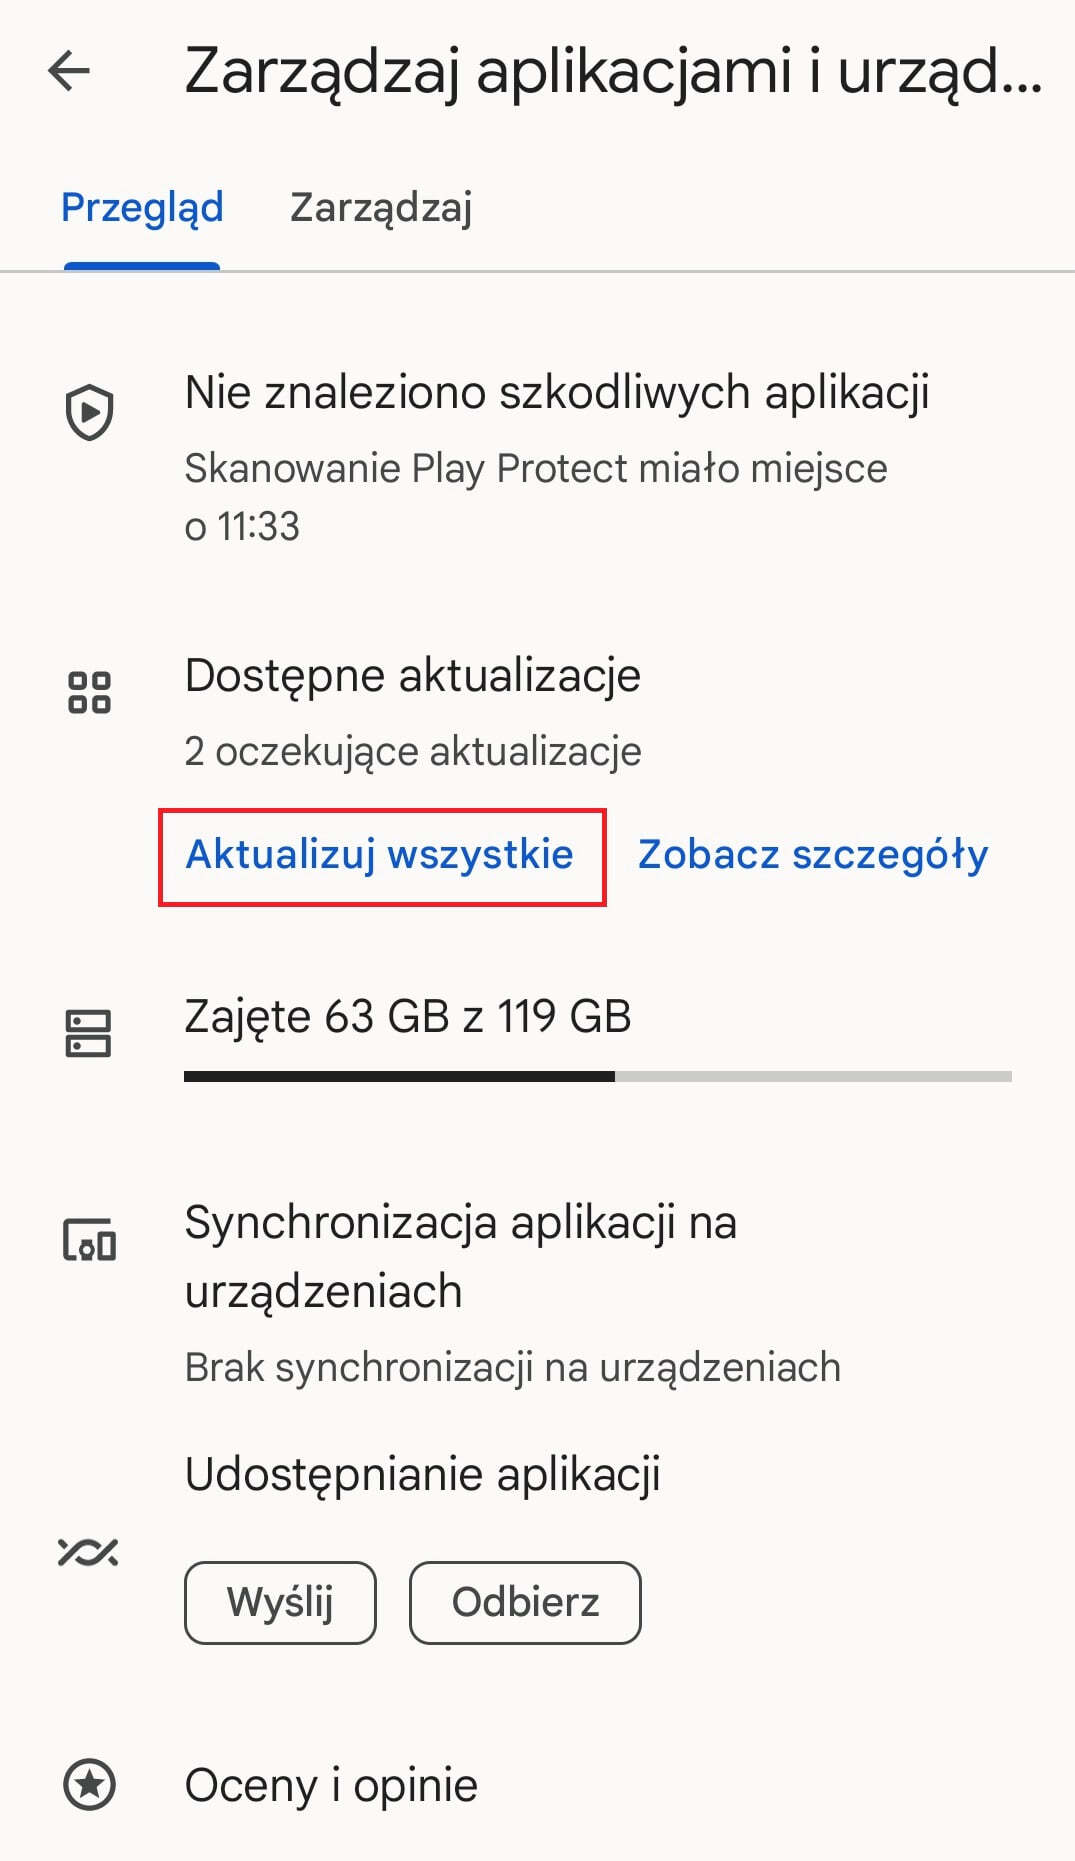 Zarządzaj aplikacjami i urząd...
Przegląd Zarządzaj
Nie znaleziono szkodliwych aplikacji
Skanowanie Play Protect miało miejsce
o 11:33
Dostępne aktualizacje
2 oczekujące aktualizacje
Aktualizuj wszystkie Zobacz szczegóły
Zajęte 63 GB z 119 GB
Synchronizacja aplikacji na
urządzeniach
Brak synchronizacji na urządzeniach
Udostępnianie aplikacji
Wyślij Odbierz
Oceny i opinie